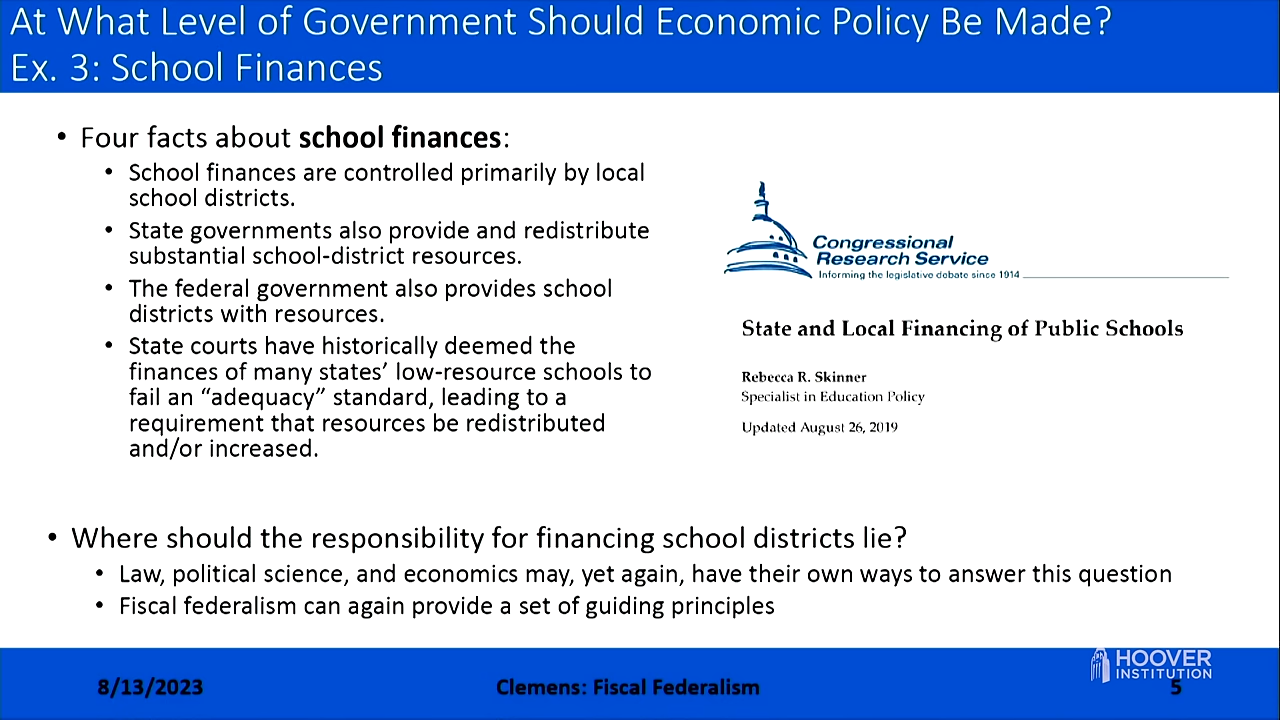 At What Level of Government Should Economic Policy Be Made?
Ex. 3: School Finances
• Four facts about school finances:
• School finances are controlled primarily by local
school districts.
• State governments also provide and redistribute
substantial school-district resources.
• The federal government also provides school
districts with resources.
• State courts have historically deemed the
finances of many states’ low-resource schools to
fail an “adequacy” standard, leading to a
requirement that resources be redistributed
and/or increased.
Congressional
Research Service
Informing the legislative debate since 1914
State and Local Financing of Public Schools
Rebecca R. Skinner
Specialist in Education Policy
Updated August 26, 2019
• Where should the responsibility for financing school districts lie?
• Law, political science, and economics may, yet again, have their own ways to answer this question
• Fiscal federalism can again provide a set of guiding principles
HOOVER
INSTITUTION
8/13/2023
Clemens: Fiscal Federalism
5